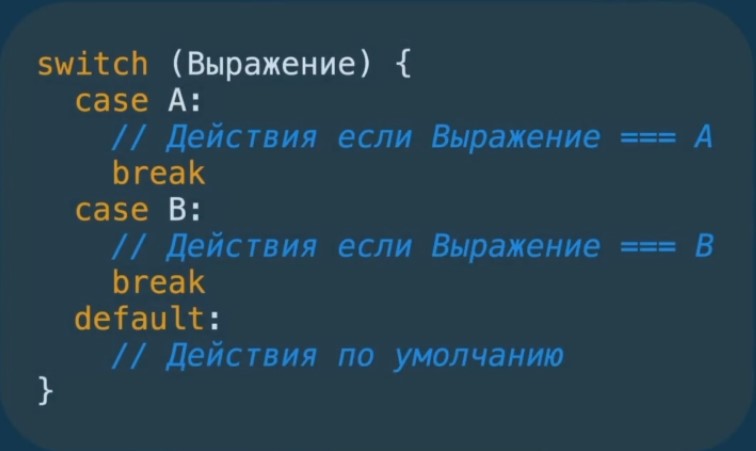 switch (Выражение) {
case A:
// Действия если Выражение === A
break
case B:
// Действия если Выражение === B
break
default:
// Действия по умолчанию
}